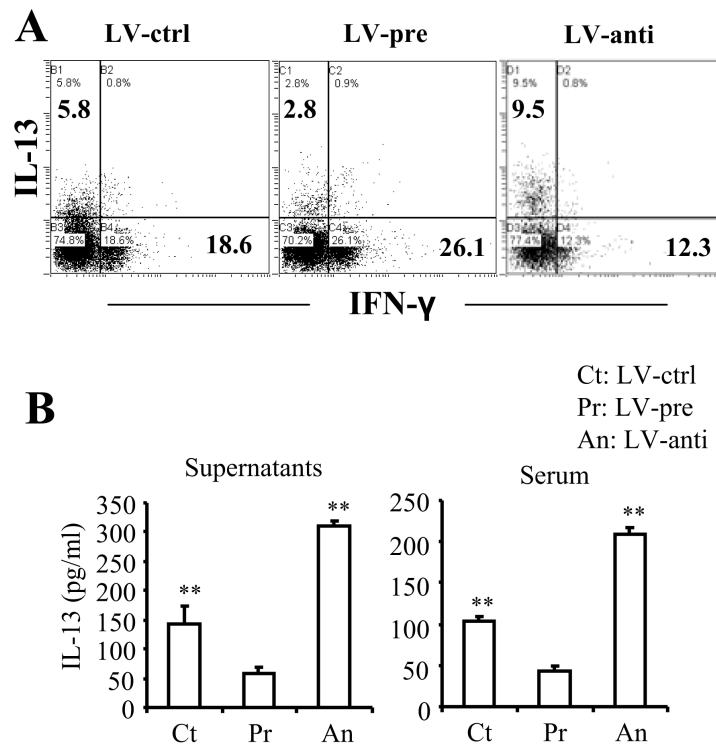 A
LV-ctrl LV-pre LV-anti
B1 B2 C1 C2 D1 D2
5.8% 0.8% 2.8% 0.9% 9.5% 0.8%
5.8 2.8 9.5
IL-13
B3 B4 C3 C4 D3 D4
74.8% 18.6% 70.2% 26.1% 77.4% 12.3%
18.6 26.1 12.3
IFN-γ
B
Ct: LV-ctrl
Pr: LV-pre
An: LV-anti
Supernatants
IL-13 (pg/ml)
350
300
250
200
150
100
50
0
** **
Ct Pr An
Serum
250
200
150
100
50
0
** **
Ct Pr An